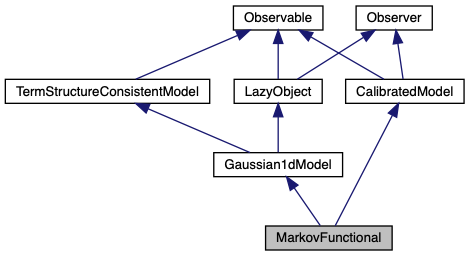 Observable
Observer
TermStructureConsistentModel
LazyObject
CalibratedModel
Gaussian1dModel
MarkovFunctional